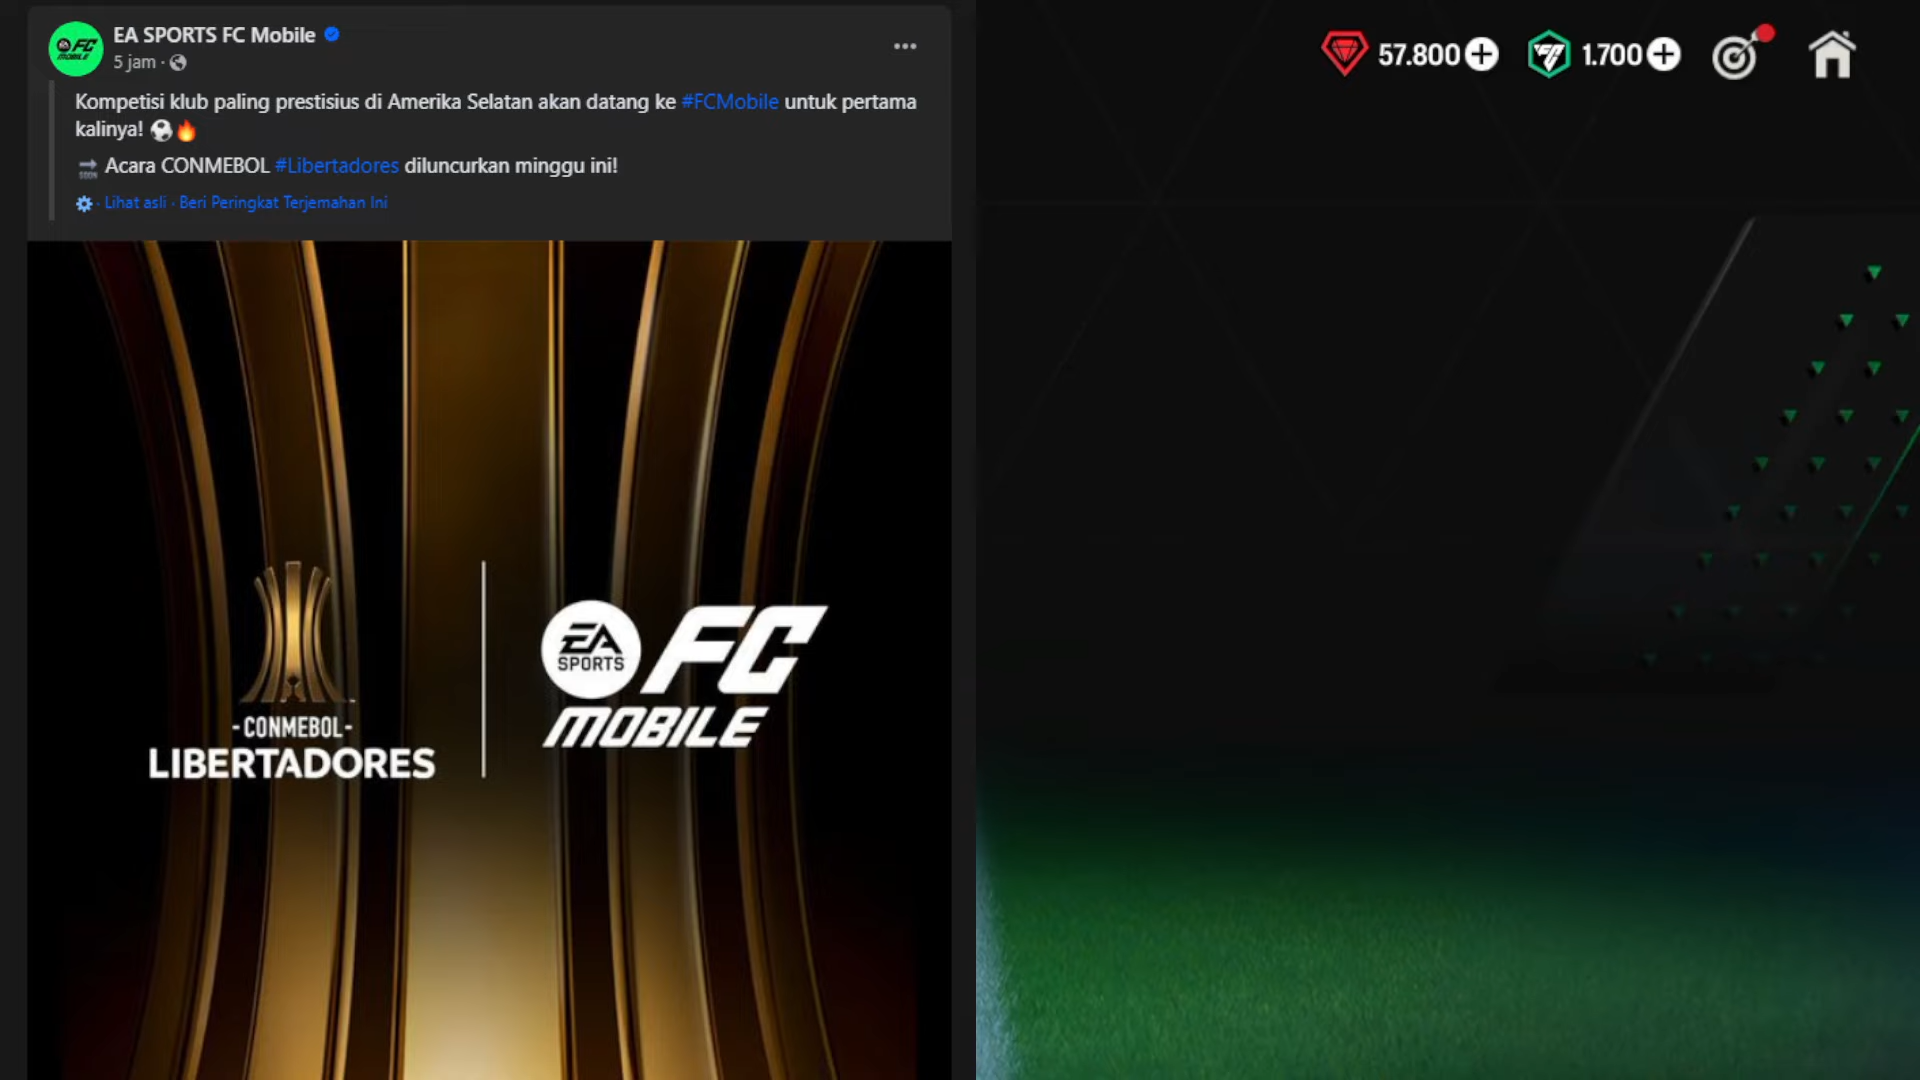 EA SPORTS FC Mobile
5 jam ·
Kompetisi klub paling prestisius di Amerika Selatan akan datang ke #FCMobile untuk pertama
kalinya! ⚽🔥
🔜 Acara CONMEBOL #Libertadores diluncurkan minggu ini!
· Lihat asli · Beri Peringkat Terjemahan Ini
57.800
1.700
-CONMEBOL-
LIBERTADORES
EA
SPORTS
FC
MOBILE